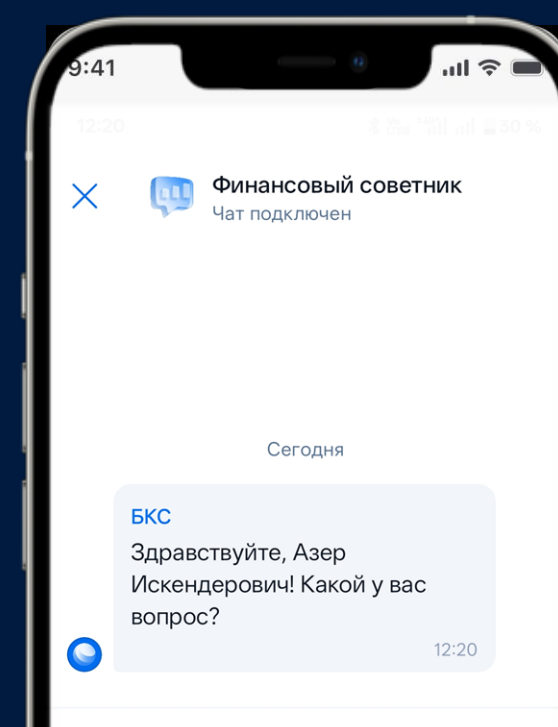 9:41
12:20 30 %
Финансовый советник
Чат подключен
Сегодня
БКС
Здравствуйте, Азер
Искендерович! Какой у вас
вопрос?
12:20